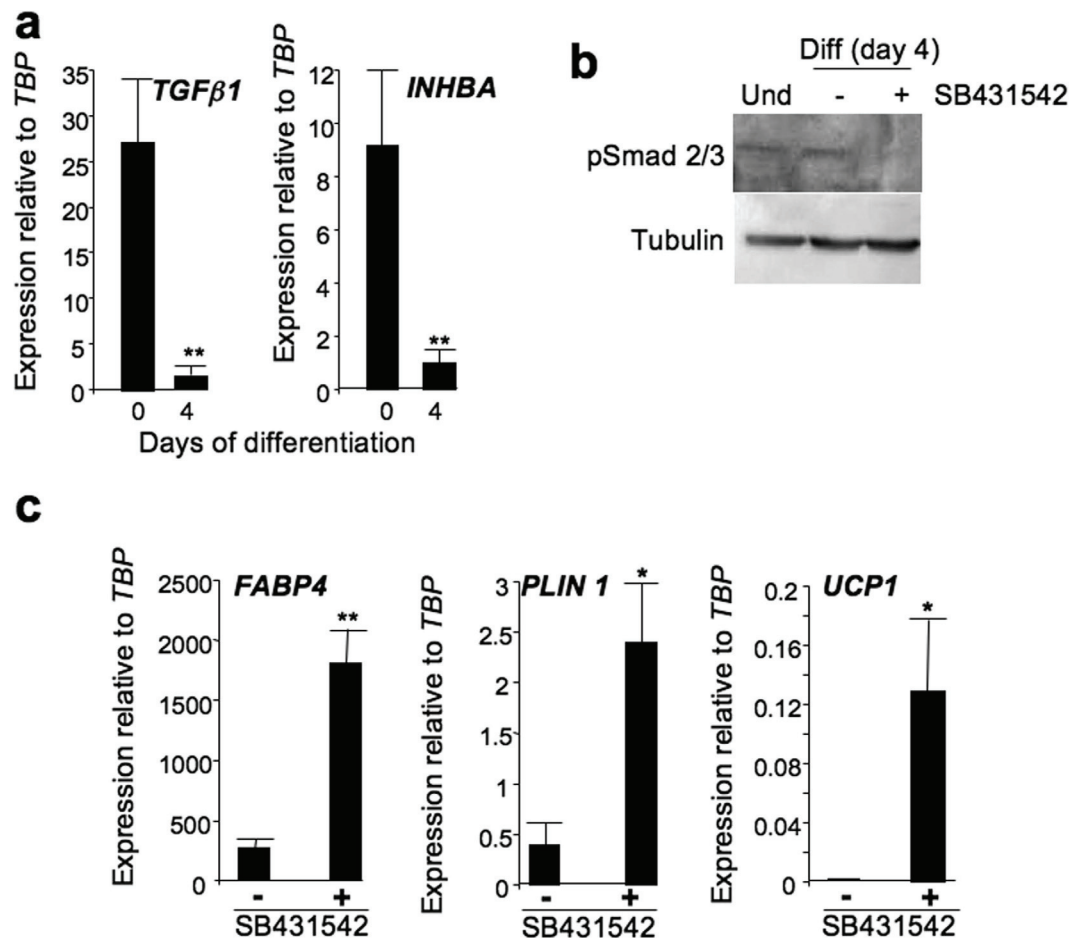 a
TGFβ1
Expression relative to TBP
35
30
25
20
15
10
5
0
**
0 4
INHBA
Expression relative to TBP
12
10
8
6
4
2
0
**
0 4
Days of differentiation
b
Diff (day 4)
Und - + SB431542
pSmad 2/3
Tubulin
c
FABP4
Expression relative to TBP
2500
2000
1500
1000
500
0
**
- +
SB431542
PLIN 1
Expression relative to TBP
3
2.5
2
1.5
1
0.5
0
*
- +
SB431542
UCP1
Expression relative to TBP
0.2
0.16
0.12
0.08
0.04
0
*
- +
SB431542